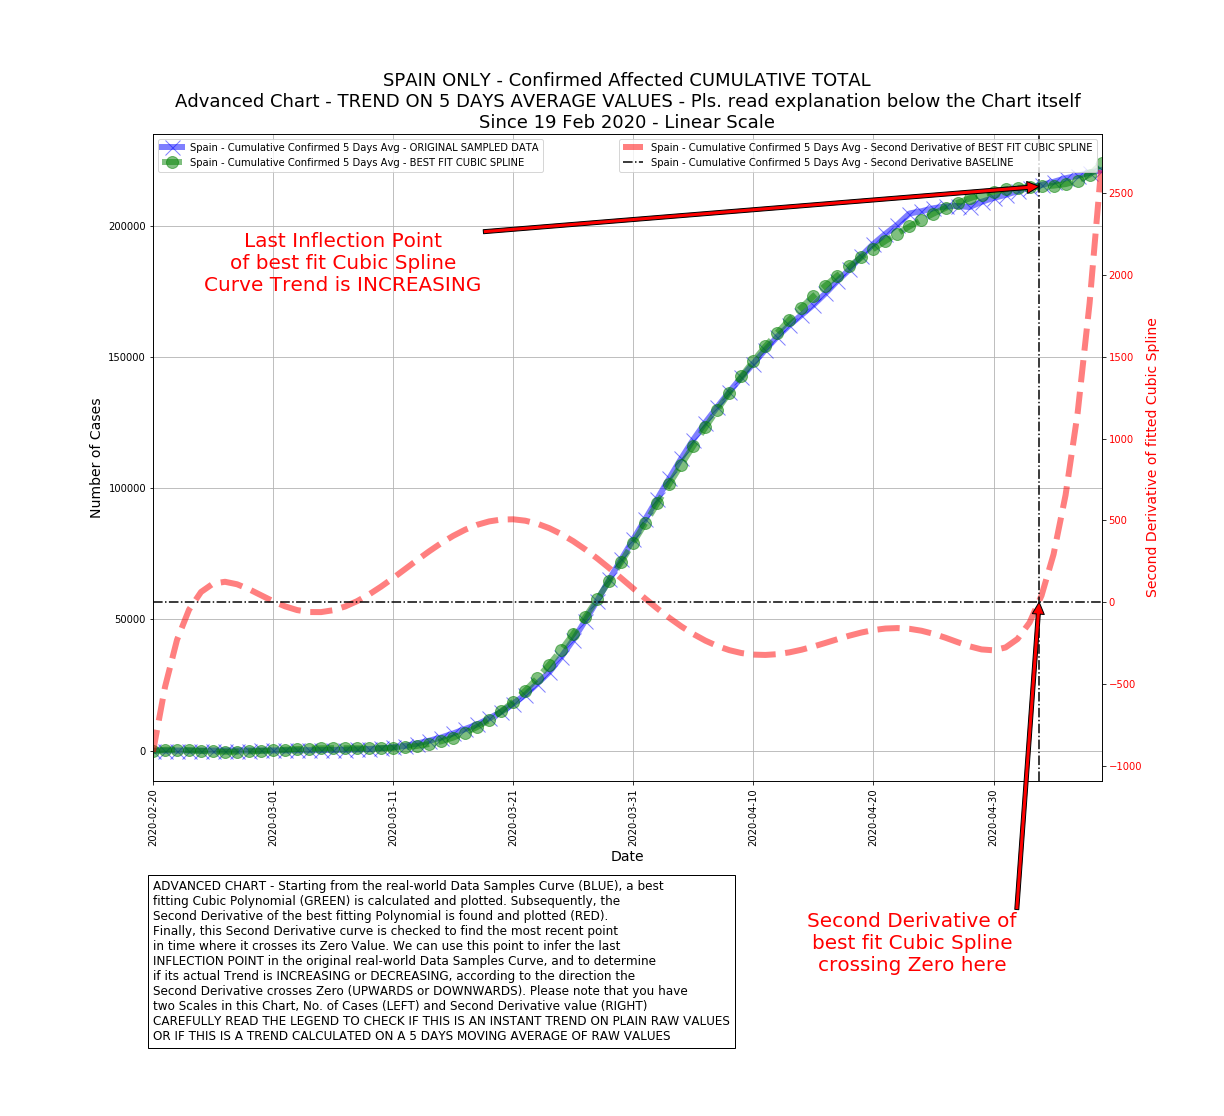 SPAIN ONLY - Confirmed Affected CUMULATIVE TOTAL
Advanced Chart - TREND ON 5 DAYS AVERAGE VALUES - Pls. read explanation below the Chart itself
Since 19 Feb 2020 - Linear Scale
Spain - Cumulative Confirmed 5 Days Avg - ORIGINAL SAMPLED DATA
Spain - Cumulative Confirmed 5 Days Avg - BEST FIT CUBIC SPLINE
Spain - Cumulative Confirmed 5 Days Avg - Second Derivative of BEST FIT CUBIC SPLINE
Spain - Cumulative Confirmed 5 Days Avg - Second Derivative BASELINE
Last Inflection Point
of best fit Cubic Spline
Curve Trend is INCREASING
Number of Cases
200000
150000
100000
50000
0
2500
2000
1500
1000
500
0
−500
−1000
Second Derivative of fitted Cubic Spline
2020-02-20
2020-03-01
2020-03-11
2020-03-21
2020-03-31
2020-04-10
2020-04-20
2020-04-30
Date
ADVANCED CHART - Starting from the real-world Data Samples Curve (BLUE), a best
fitting Cubic Polynomial (GREEN) is calculated and plotted. Subsequently, the
Second Derivative of the best fitting Polynomial is found and plotted (RED).
Finally, this Second Derivative curve is checked to find the most recent point
in time where it crosses its Zero Value. We can use this point to infer the last
INFLECTION POINT in the original real-world Data Samples Curve, and to determine
if its actual Trend is INCREASING or DECREASING, according to the direction the
Second Derivative crosses Zero (UPWARDS or DOWNWARDS). Please note that you have
two Scales in this Chart, No. of Cases (LEFT) and Second Derivative value (RIGHT)
CAREFULLY READ THE LEGEND TO CHECK IF THIS IS AN INSTANT TREND ON PLAIN RAW VALUES
OR IF THIS IS A TREND CALCULATED ON A 5 DAYS MOVING AVERAGE OF RAW VALUES
Second Derivative of
best fit Cubic Spline
crossing Zero here